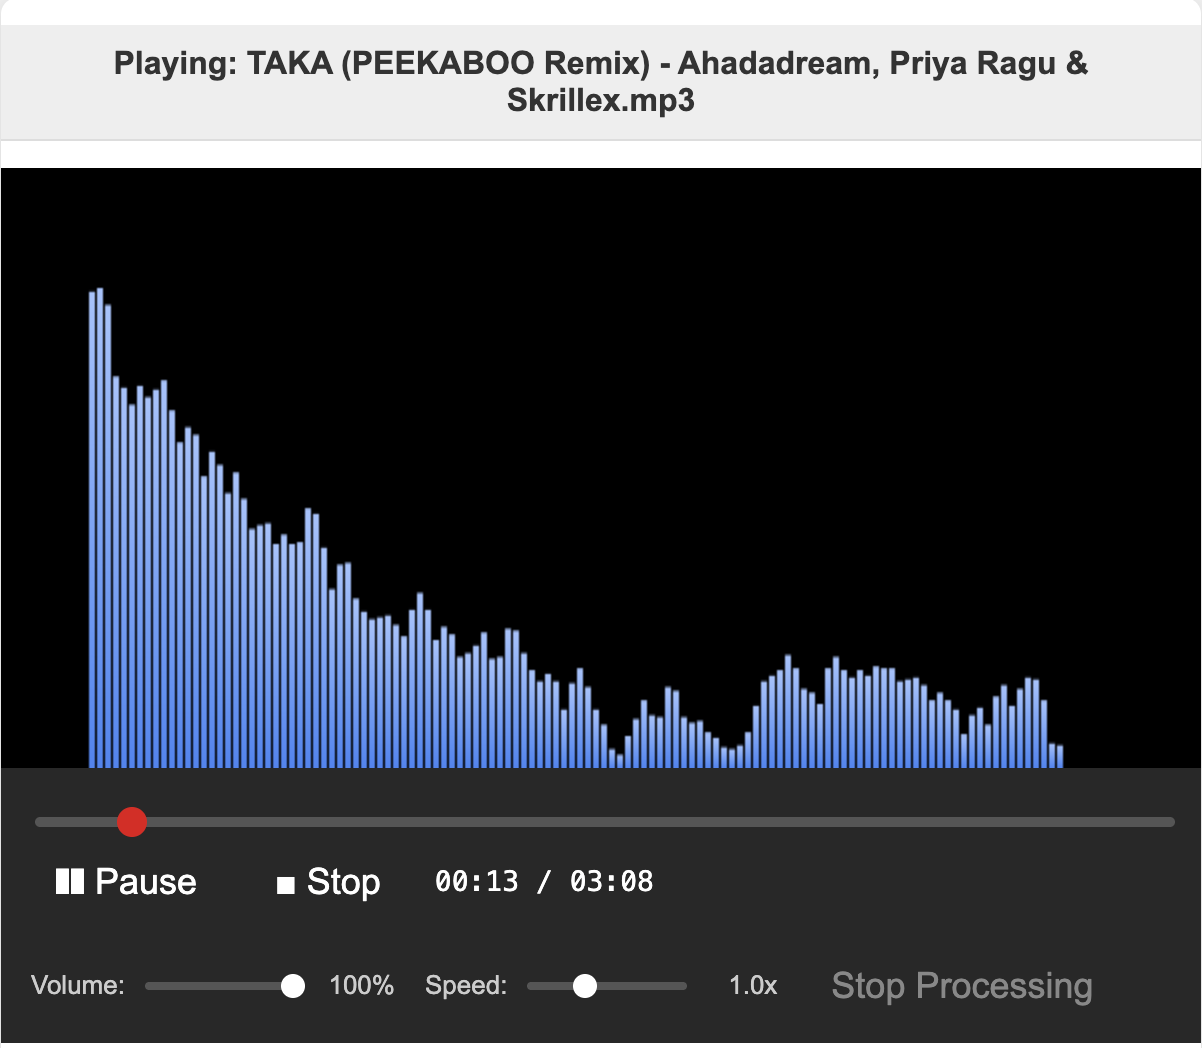 Playing: TAKA (PEEKABOO Remix) - Ahadadream, Priya Ragu &
Skrillex.mp3
Pause Stop 00:13 / 03:08
Volume: 100% Speed: 1.0x Stop Processing